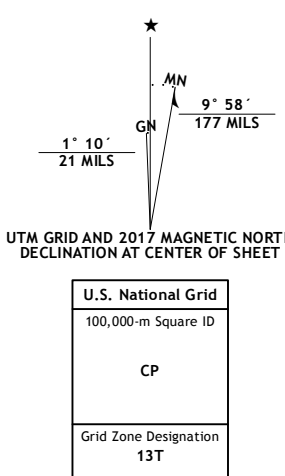 ★
MN
9° 58´
177 MILS
GN
1° 10´
21 MILS
UTM GRID AND 2017 MAGNETIC NORT
DECLINATION AT CENTER OF SHEET
U.S. National Grid
100,000-m Square ID
CP
Grid Zone Designation
13T